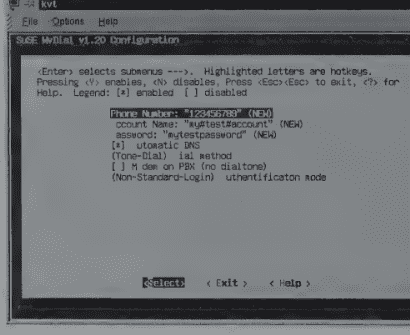 kvt
File Options Help
SuSE WvDial v1.20 Configuration
<Enter> selects submenus --->. Highlighted letters are hotkeys.
Pressing <Y> enables, <N> disables, Press <Esc><Esc> to exit, <?> for
Help. Legend: [*] enabled [ ] disabled
Phone Number: "123456789" (NEW)
ccount Name: "my#test#account" (NEW)
assword: "mytestpassword" (NEW)
[*] utomatic DNS
(Tone-Dial) ial method
[ ] M dem on PBX (no dialtone)
(Non-Standard-Login) uthentificaton mode
<Select> < Exit > < Help >